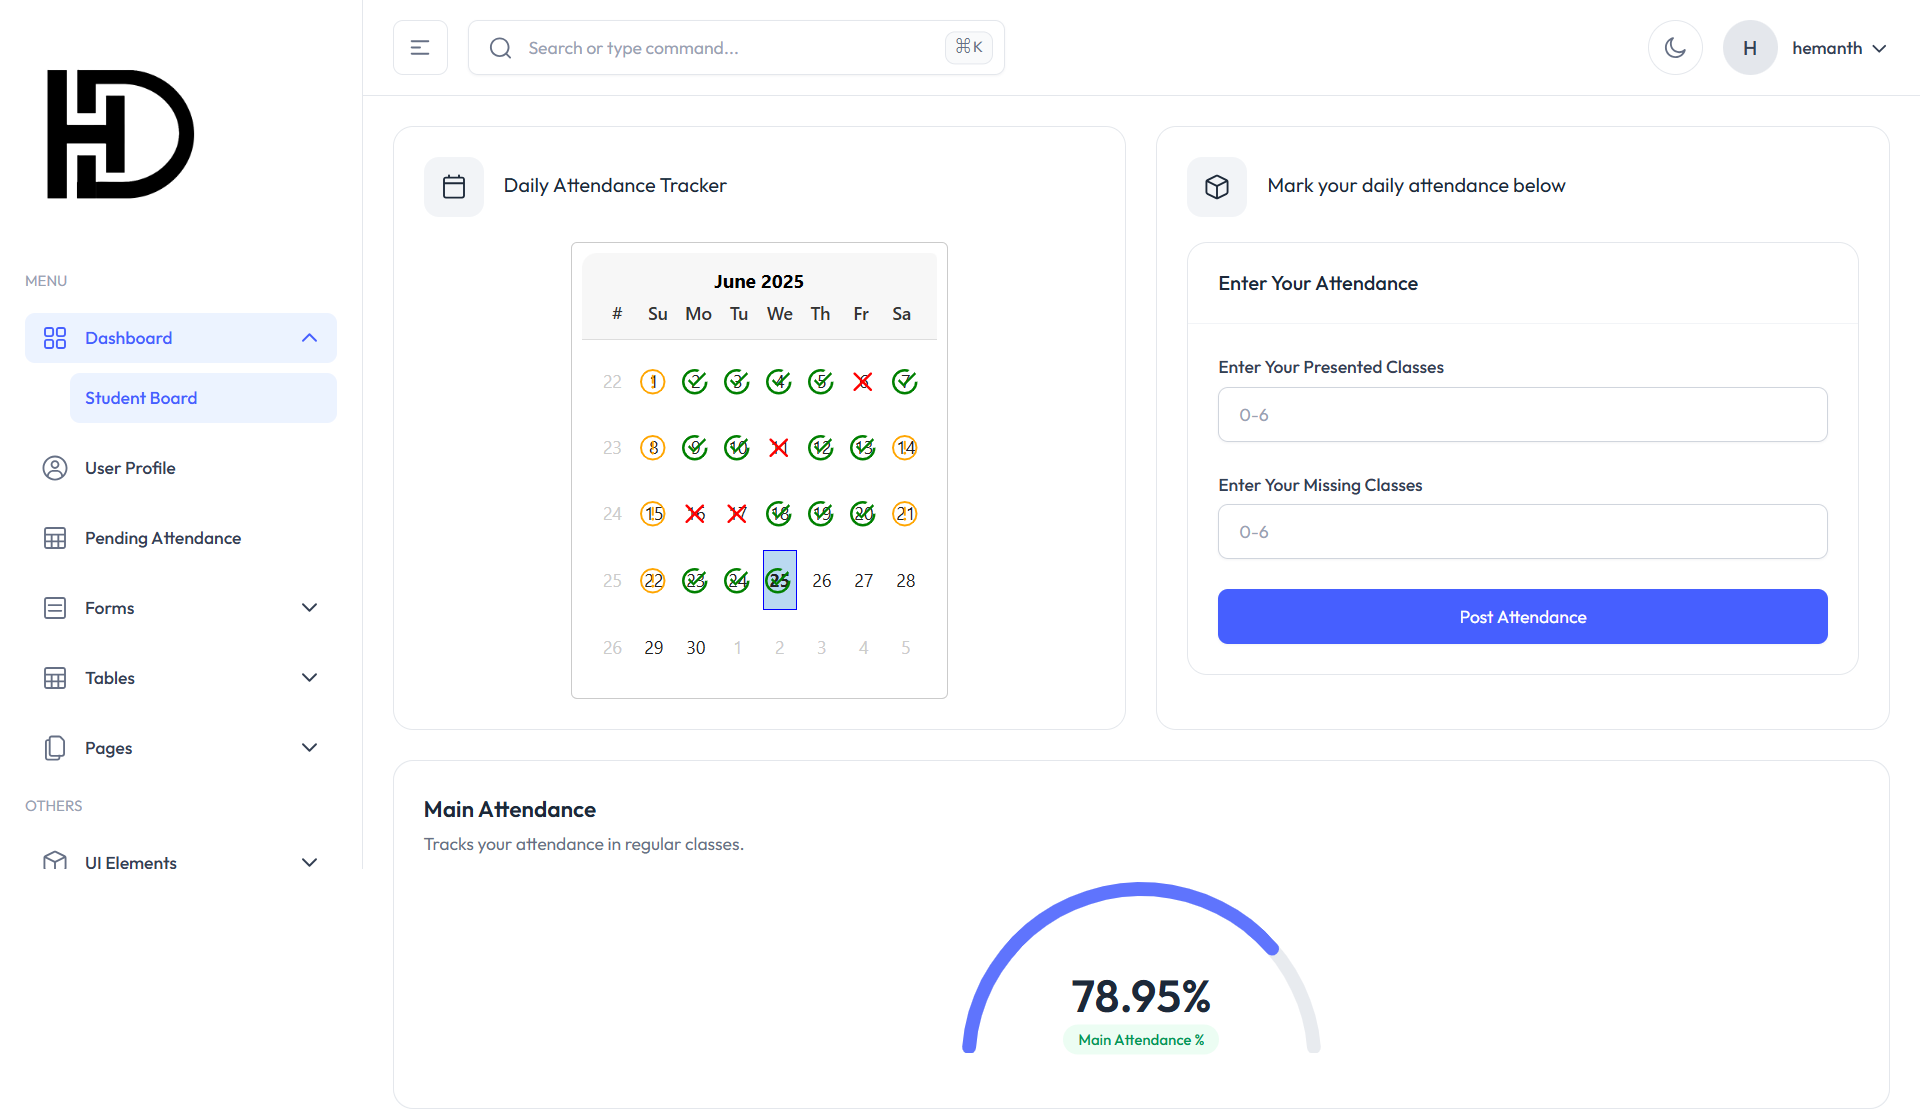 HD
Search or type command...
⌘K
H
hemanth
MENU
Dashboard
Student Board
User Profile
Pending Attendance
Forms
Tables
Pages
OTHERS
UI Elements
Daily Attendance Tracker
June 2025
# Su Mo Tu We Th Fr Sa
22 1 2 3 4 5 6 7
23 8 9 10 11 12 13 14
24 15 16 17 18 19 20 21
25 22 23 24 25 26 27 28
26 29 30 1 2 3 4 5
Mark your daily attendance below
Enter Your Attendance
Enter Your Presented Classes
0-6
Enter Your Missing Classes
0-6
Post Attendance
Main Attendance
Tracks your attendance in regular classes.
78.95%
Main Attendance %